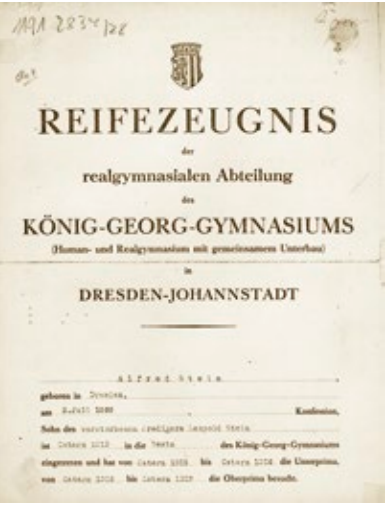 REIFEZEUGNIS
der
realgymnasialen Abteilung
des
KÖNIG-GEORG-GYMNASIUMS
(Human- und Realgymnasium mit gemeinsamem Unterbau)
in
DRESDEN-JOHANNSTADT
Alfred Stein,
geboren in Dresden,
am Konfession,
Sohn des verstorbenen Predigers Leopold Stein
ist Ostern in die Sexta des König-Georg-Gymnasiums
eingetreten und hat von Ostern bis Ostern die Unterprima,
von Ostern bis Ostern die Oberprima besucht.